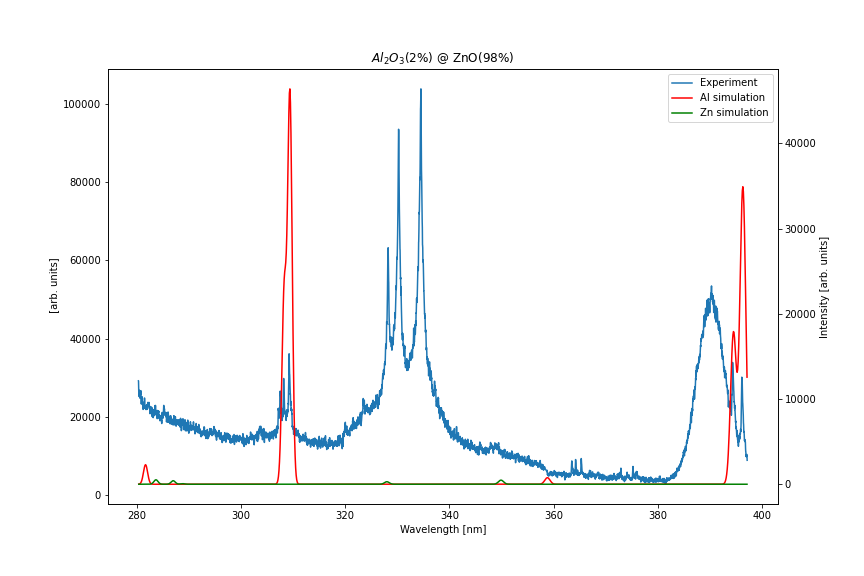 Al₂O₃(2%) @ ZnO(98%)
Experiment
Al simulation
Zn simulation
100000
80000
60000
40000
20000
0
[arb. units]
40000
30000
20000
10000
0
Intensity [arb. units]
280
300
320
340
360
380
400
Wavelength [nm]